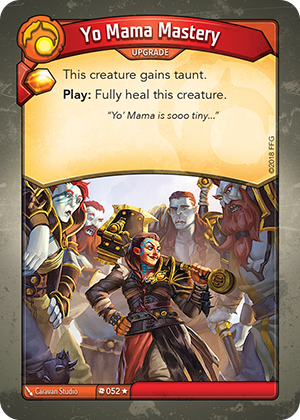 Yo Mama Mastery
UPGRADE
This creature gains taunt.
Play: Fully heal this creature.
"Yo' Mama is sooo tiny..."
©2018 FFG
Caravan Studio
052★